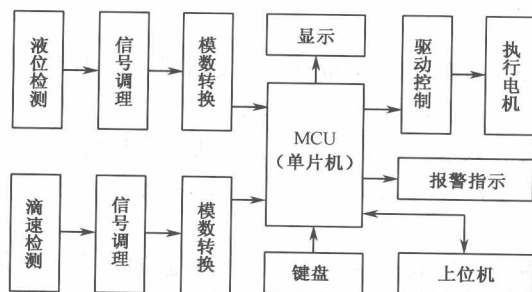 液位检测
信号调理
模数转换
显示
驱动控制
执行电机
MCU
（单片机）
报警指示
滴速检测
信号调理
模数转换
键盘
上位机